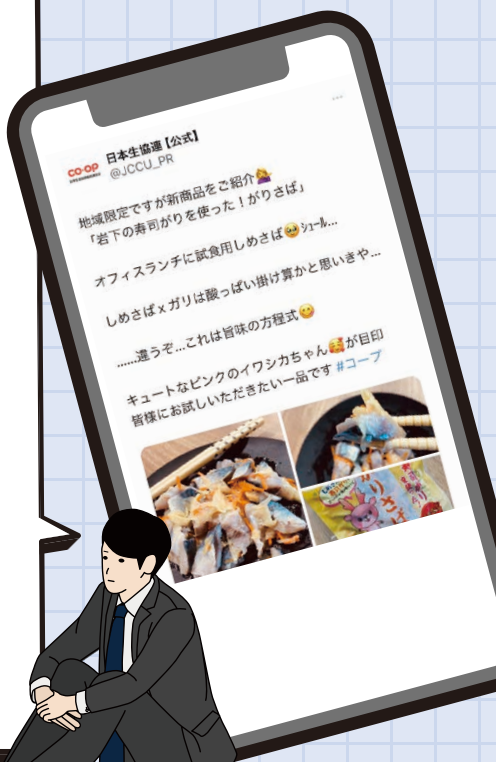 co·op
日本生協連【公式】
@JCCU_PR
地域限定ですが新商品をご紹介💁‍♀️
「岩下の寿司がりを使った！がりさば」
オフィスランチに試食用しめさば🥹ｼｭｰﾙ…
しめさばｘガリは酸っぱい掛け算かと思いきや…
……違うぞ…これは旨味の方程式😋
キュートなピンクのイワシカちゃん🥰が目印
皆様にお試しいただきたい一品です #コープ
がりさば